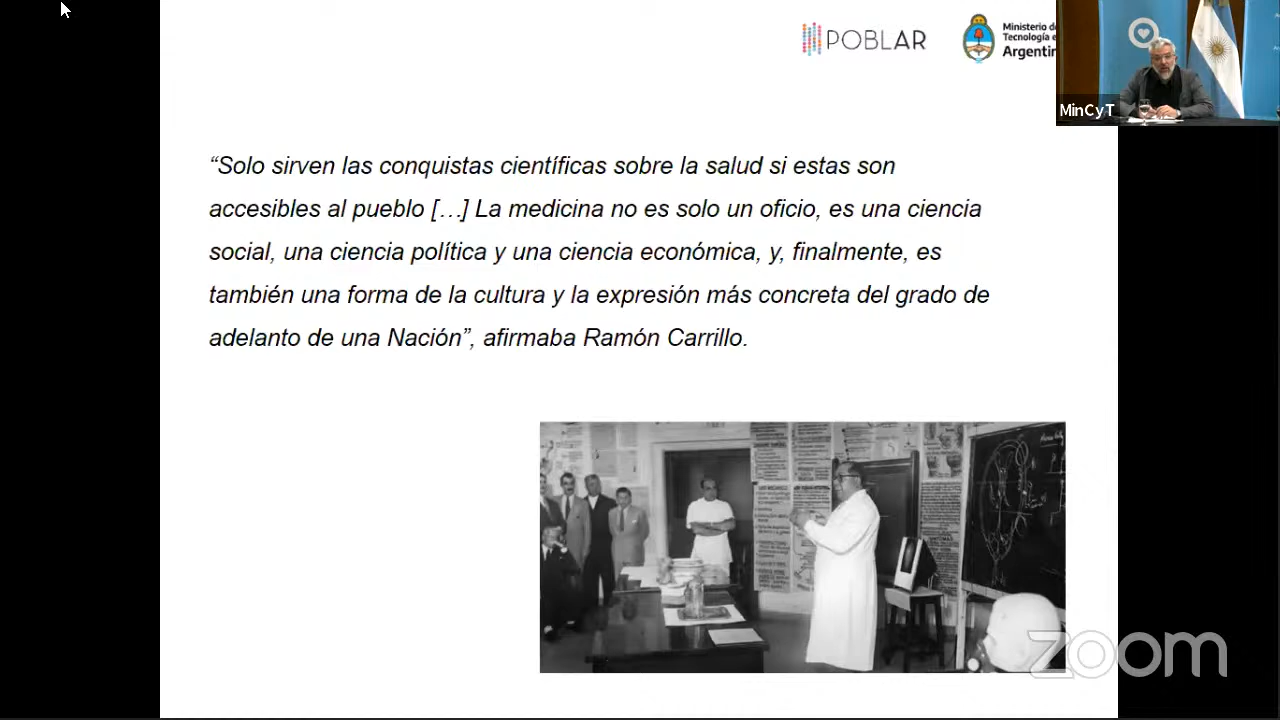 POBLAR
Ministerio de
Tecnología e
Argentin
MinCyT
“Solo sirven las conquistas científicas sobre la salud si estas son
accesibles al pueblo […] La medicina no es solo un oficio, es una ciencia
social, una ciencia política y una ciencia económica, y, finalmente, es
también una forma de la cultura y la expresión más concreta del grado de
adelanto de una Nación”, afirmaba Ramón Carrillo.
zoom